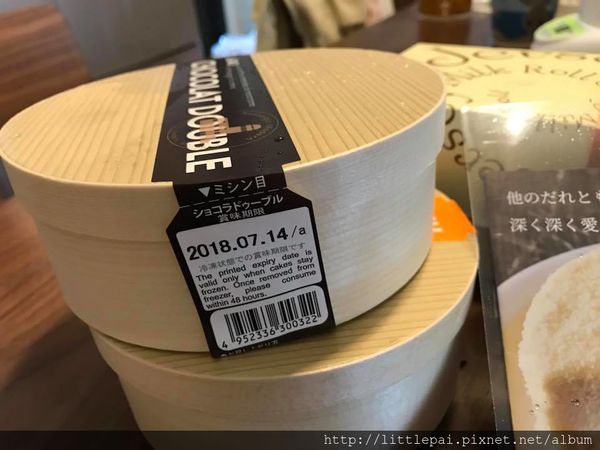 CHOCOLAT DOUBLE
▼ミシン目
ショコラドゥーブル
賞味期限
2018.07.14/a
冷凍状態での賞味期限です
The printed expiry date is
valid only when cakes stay
frozen. Once removed from
freezer, please consume
within 48 hours.
4 952336 300322
Milk Roll
他のだれとも
深く深く愛
http://littlepai.pixnet.net/album